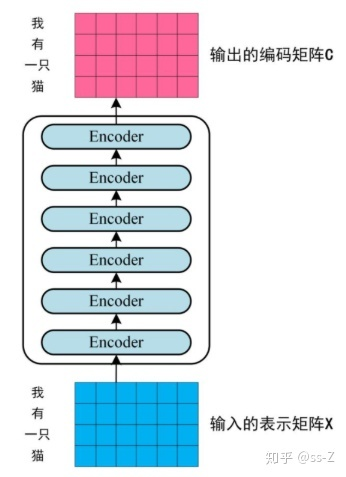 我
有
一只
猫
输出的编码矩阵C
Encoder
Encoder
Encoder
Encoder
Encoder
Encoder
我
有
一只
猫
输入的表示矩阵X
知乎 @ss-Z